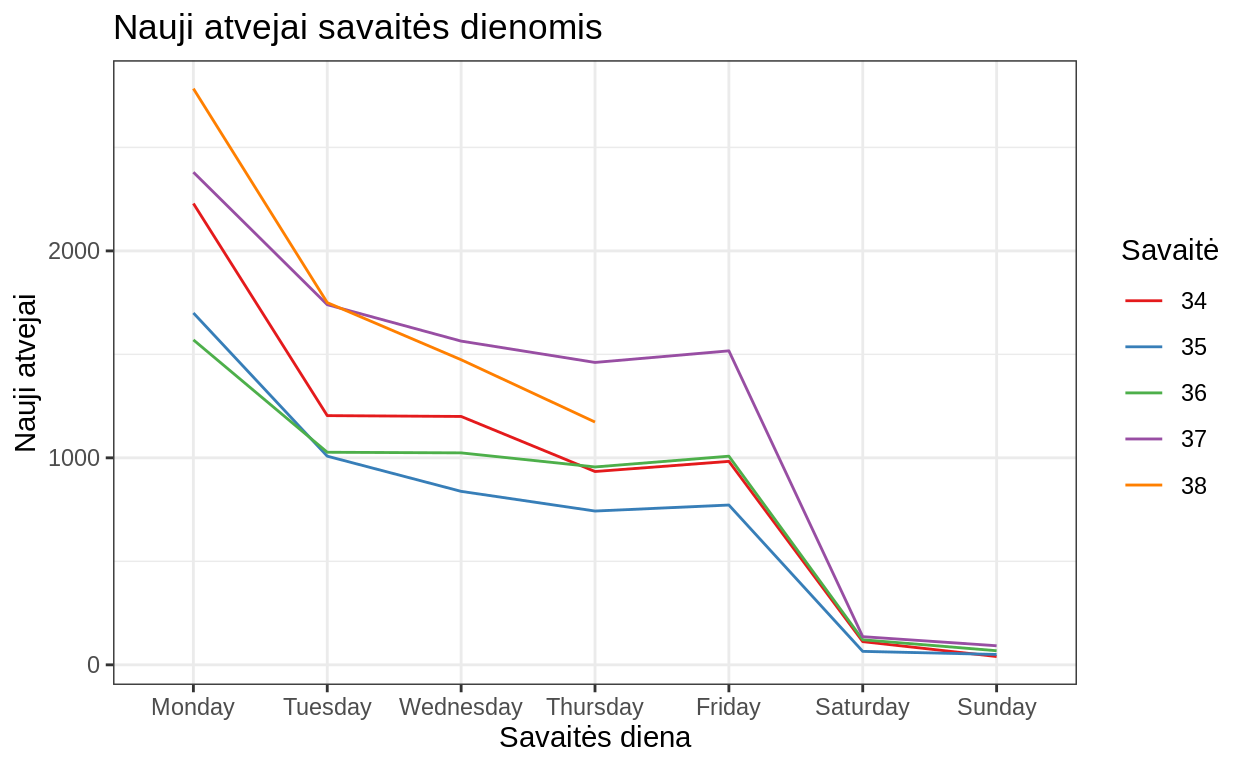 Nauji atvejai savaitės dienomis
Nauji atvejai
2000
1000
0
Monday Tuesday Wednesday Thursday Friday Saturday Sunday
Savaitės diena
Savaitė
34
35
36
37
38